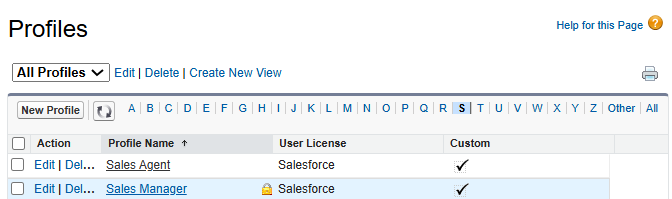 Profiles
Help for this Page ?
All Profiles Edit | Delete | Create New View
New Profile A | B | C | D | E | F | G | H | I | J | K | L | M | N | O | P | Q | R | S | T | U | V | W | X | Y | Z | Other | All
Action Profile Name ↑ User License Custom
Edit | Del... Sales Agent Salesforce ✓
Edit | Del... Sales Manager Salesforce ✓